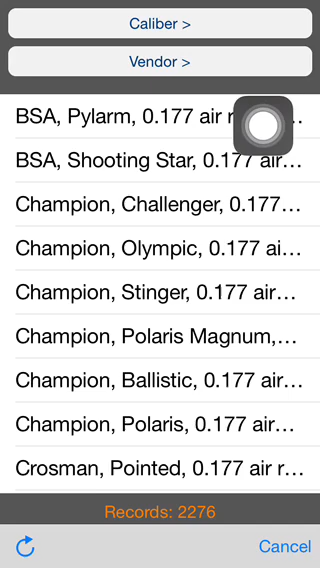 Caliber >
Vendor >
BSA, Pylarm, 0.177 air r...
BSA, Shooting Star, 0.177 air...
Champion, Challenger, 0.177...
Champion, Olympic, 0.177 ai...
Champion, Stinger, 0.177 air...
Champion, Polaris Magnum,...
Champion, Ballistic, 0.177 air...
Champion, Polaris, 0.177 air...
Crosman, Pointed, 0.177 air r...
Records: 2276
Cancel